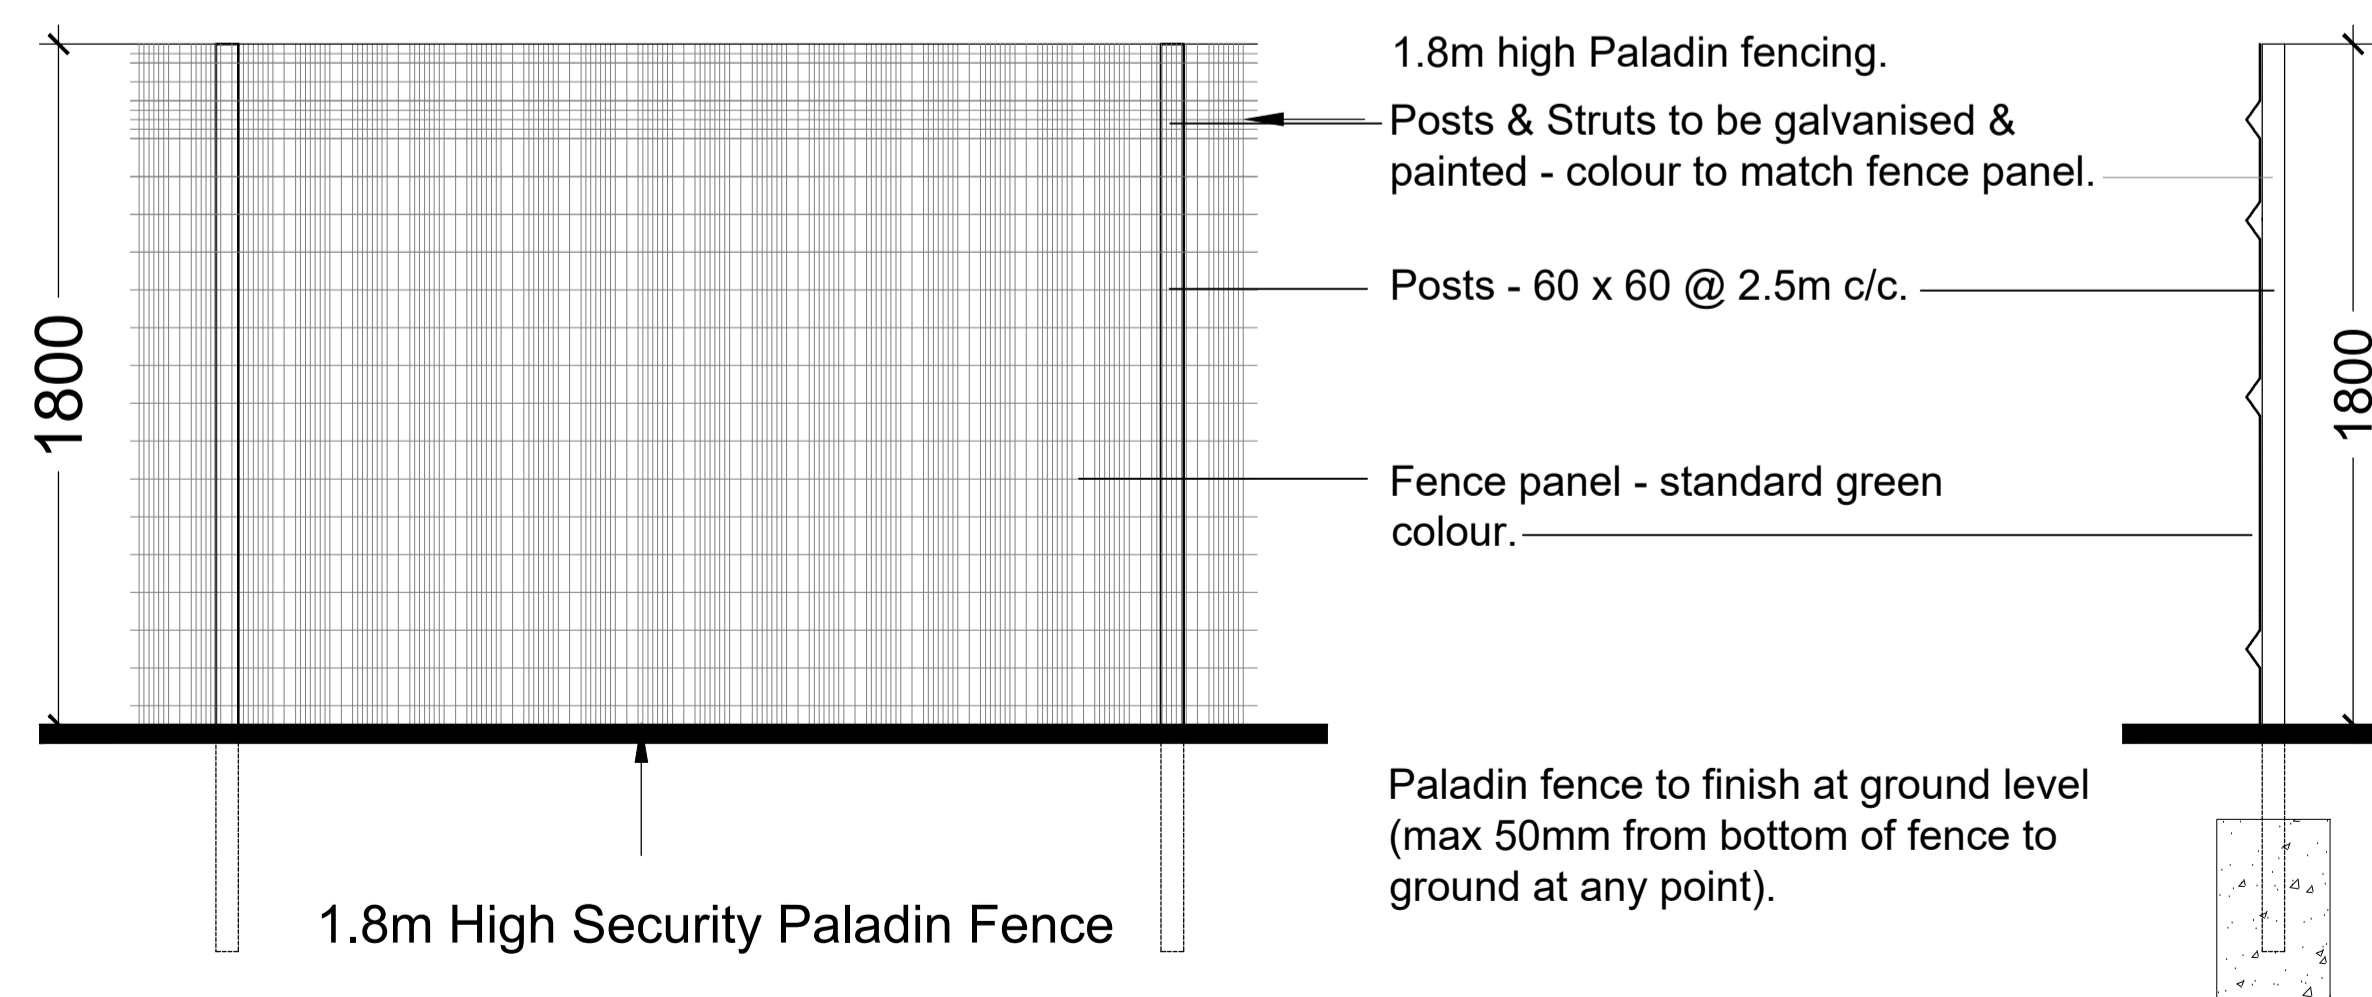 1.8m high Paladin fencing.
Posts & Struts to be galvanised &
painted - colour to match fence panel.
Posts - 60 x 60 @ 2.5m c/c.
1800
1800
Fence panel - standard green
colour.
Paladin fence to finish at ground level
(max 50mm from bottom of fence to
ground at any point).
1.8m High Security Paladin Fence